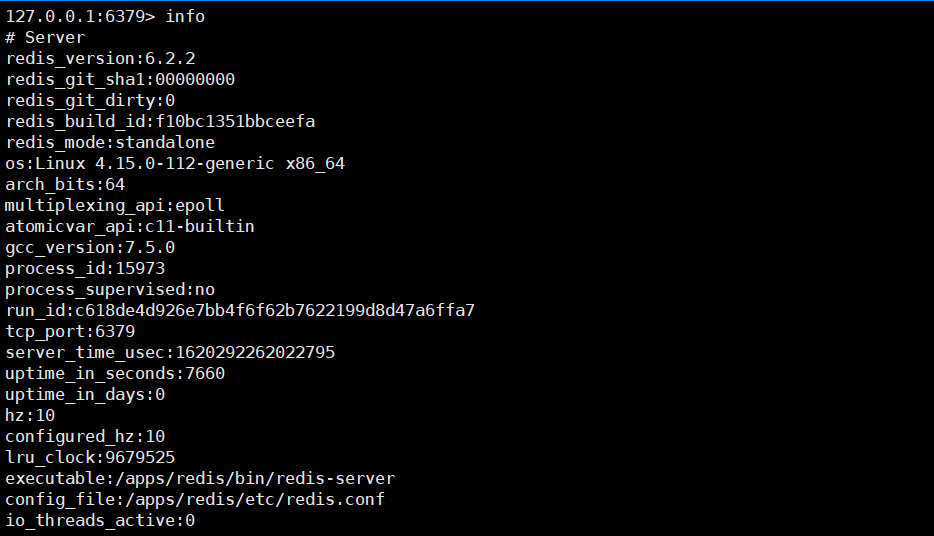 127.0.0.1:6379> info
# Server
redis_version:6.2.2
redis_git_sha1:00000000
redis_git_dirty:0
redis_build_id:f10bc1351bbceefa
redis_mode:standalone
os:Linux 4.15.0-112-generic x86_64
arch_bits:64
multiplexing_api:epoll
atomicvar_api:c11-builtin
gcc_version:7.5.0
process_id:15973
process_supervised:no
run_id:c618de4d926e7bb4f6f62b7622199d8d47a6ffa7
tcp_port:6379
server_time_usec:1620292262022795
uptime_in_seconds:7660
uptime_in_days:0
hz:10
configured_hz:10
lru_clock:9679525
executable:/apps/redis/bin/redis-server
config_file:/apps/redis/etc/redis.conf
io_threads_active:0